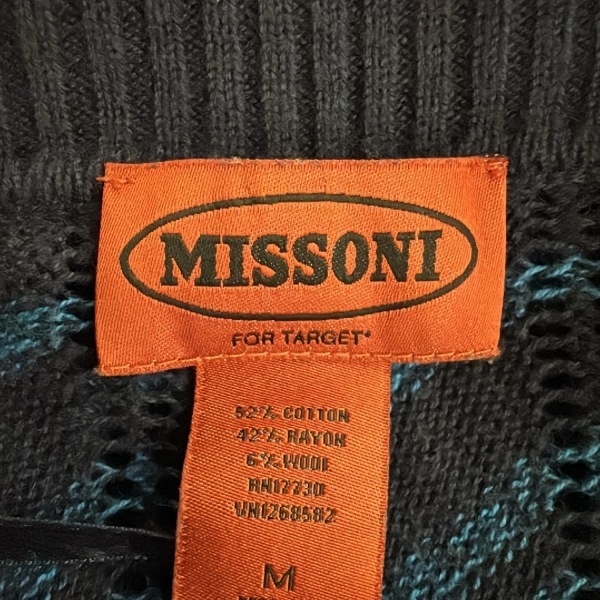 MISSONI
FOR TARGET*
52% COTTON
42% RAYON
6% WOOL
RN17730
VN1268582
M